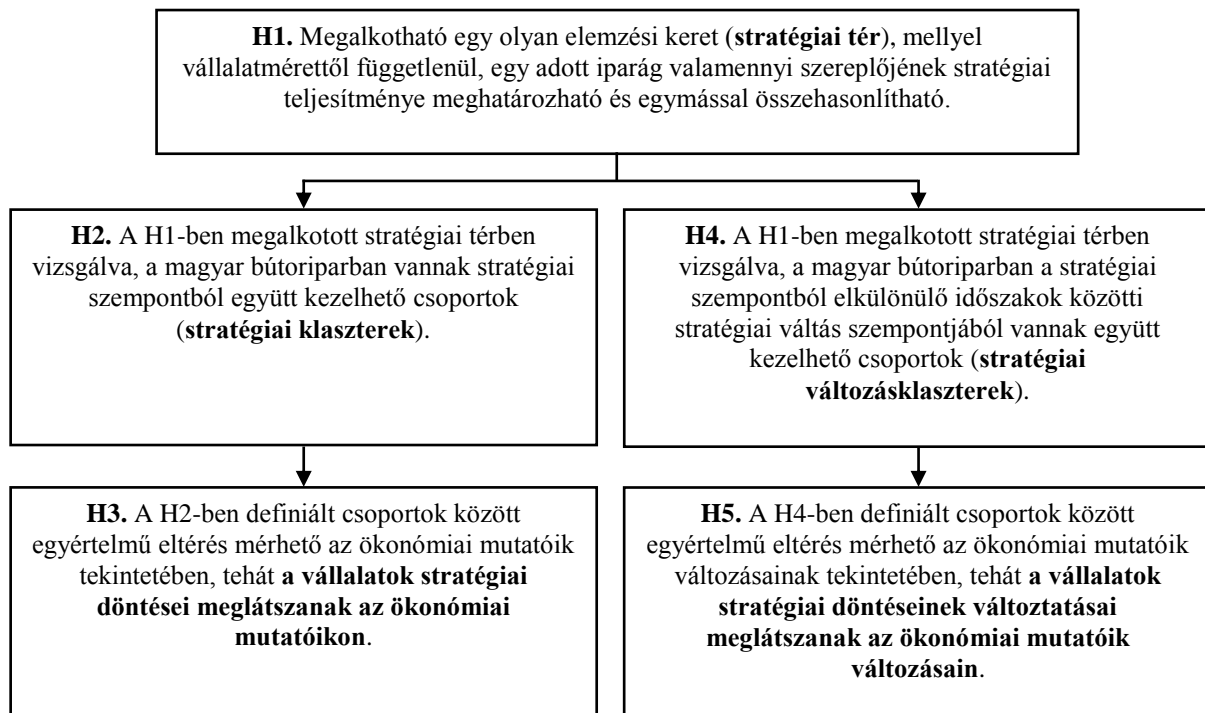 H1. Megalkotható egy olyan elemzési keret (stratégiai tér), mellyel
vállalatmérettől függetlenül, egy adott iparág valamennyi szereplőjének stratégiai
teljesítménye meghatározható és egymással összehasonlítható.
H2. A H1-ben megalkotott stratégiai térben
vizsgálva, a magyar bútoriparban vannak stratégiai
szempontból együtt kezelhető csoportok
(stratégiai klaszterek).
H4. A H1-ben megalkotott stratégiai térben
vizsgálva, a magyar bútoriparban a stratégiai
szempontból elkülönülő időszakok közötti
stratégiai váltás szempontjából vannak együtt
kezelhető csoportok (stratégiai
változásklaszterek).
H3. A H2-ben definiált csoportok között
egyértelmű eltérés mérhető az ökonómiai mutatóik
tekintetében, tehát a vállalatok stratégiai
döntései meglátszanak az ökonómiai
mutatóikon.
H5. A H4-ben definiált csoportok között
egyértelmű eltérés mérhető az ökonómiai mutatóik
változásainak tekintetében, tehát a vállalatok
stratégiai döntéseinek változtatásai
meglátszanak az ökonómiai mutatóik
változásain.